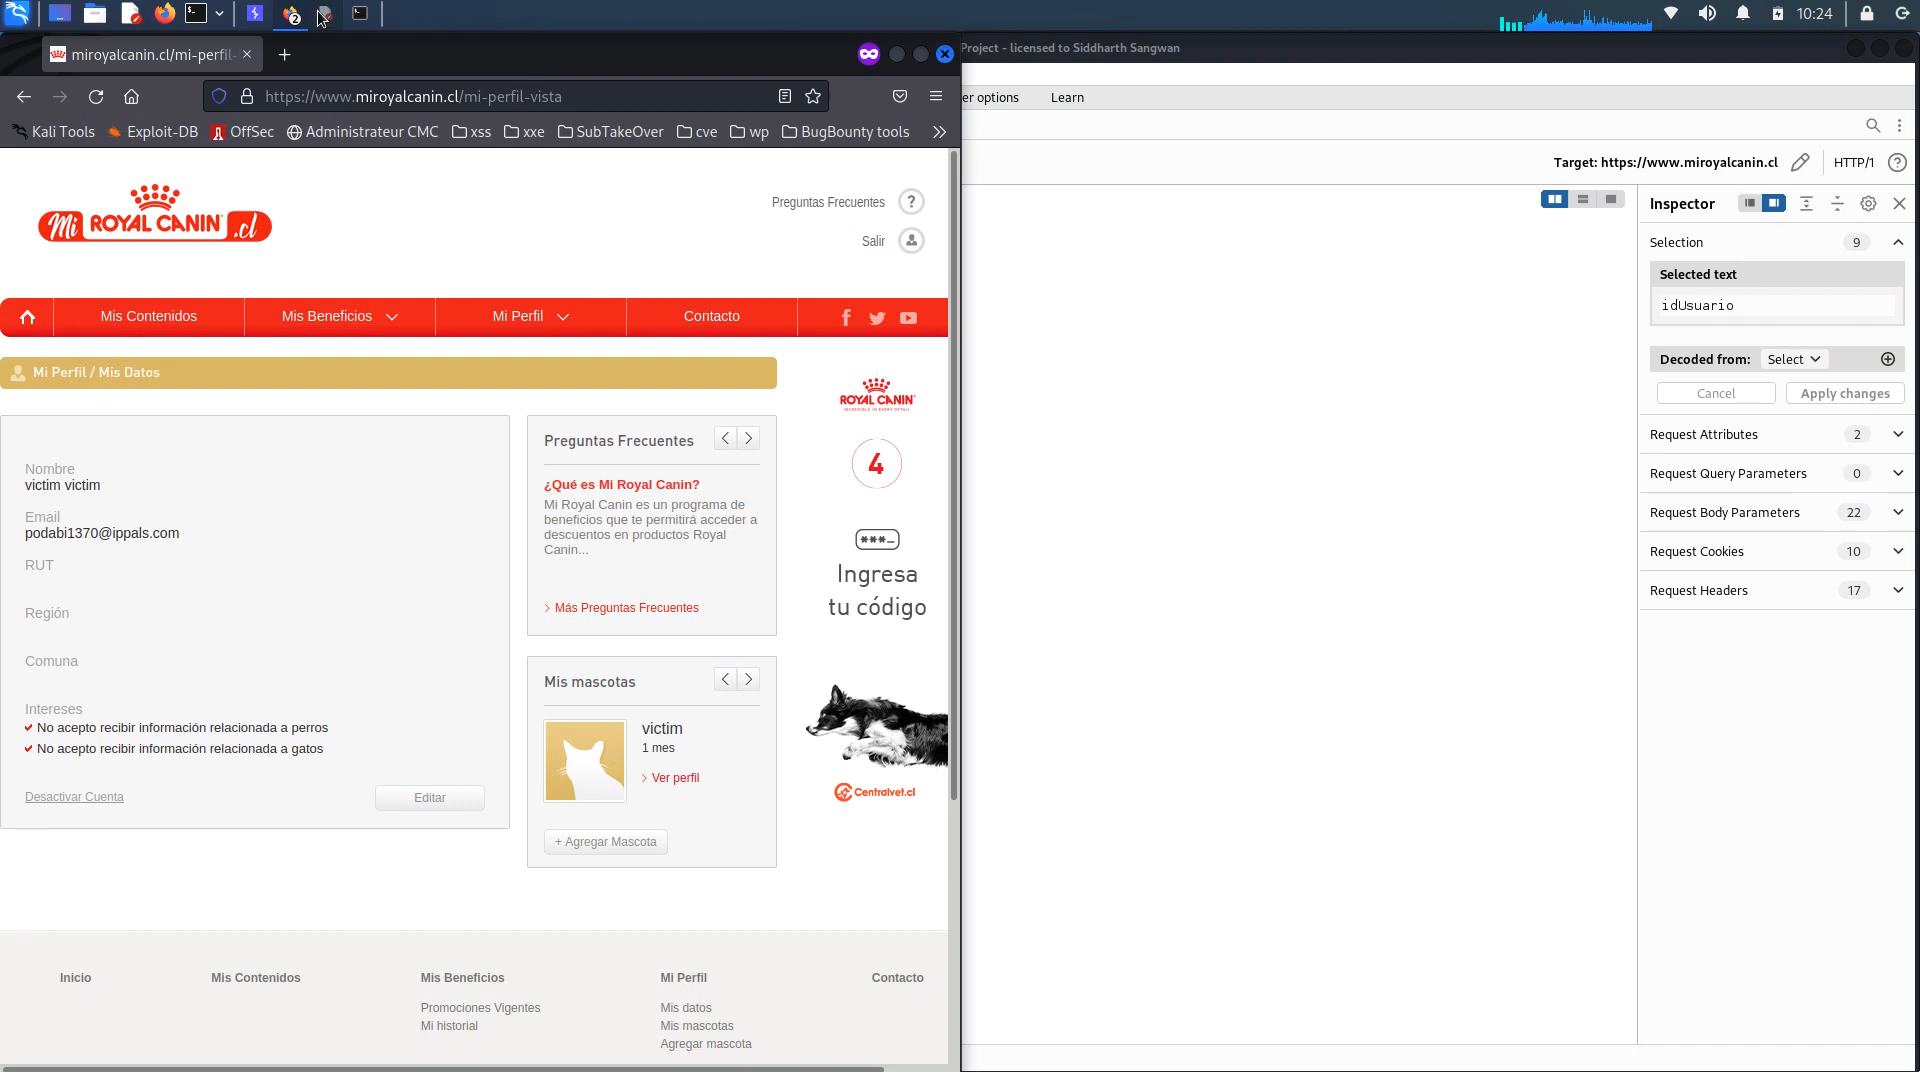 10:24
miroyalcanin.cl/mi-perfil-
Project - licensed to Siddharth Sangwan
https://www.miroyalcanin.cl/mi-perfil-vista
er options
Learn
Kali Tools
Exploit-DB
OffSec
Administrateur CMC
xss
xxe
SubTakeOver
cve
wp
BugBounty tools
Target: https://www.miroyalcanin.cl
HTTP/1
Mi ROYAL CANIN .cl
Preguntas Frecuentes
?
Salir
Mis Contenidos
Mis Beneficios
Mi Perfil
Contacto
Mi Perfil / Mis Datos
Nombre
victim victim
Email
podabi1370@ippals.com
RUT
Región
Comuna
Intereses
No acepto recibir información relacionada a perros
No acepto recibir información relacionada a gatos
Desactivar Cuenta
Editar
Preguntas Frecuentes
¿Qué es Mi Royal Canin?
Mi Royal Canin es un programa de
beneficios que te permitirá acceder a
descuentos en productos Royal
Canin...
Más Preguntas Frecuentes
Mis mascotas
victim
1 mes
Ver perfil
+ Agregar Mascota
ROYAL CANIN
4
***_
Ingresa
tu código
Centralvet.cl
Inicio
Mis Contenidos
Mis Beneficios
Promociones Vigentes
Mi historial
Mi Perfil
Mis datos
Mis mascotas
Agregar mascota
Contacto
Inspector
Selection
9
Selected text
idUsuario
Decoded from:
Select
Cancel
Apply changes
Request Attributes
2
Request Query Parameters
0
Request Body Parameters
22
Request Cookies
10
Request Headers
17